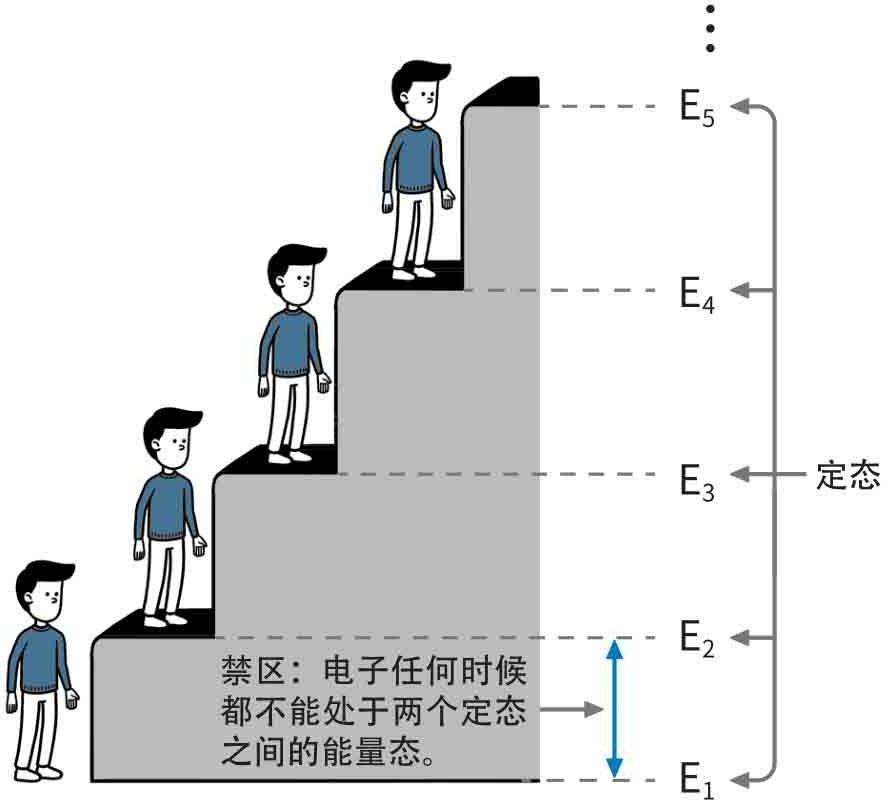 E₅
E₄
E₃
定态
E₂
禁区：电子任何时候
都不能处于两个定态
之间的能量态。
E₁